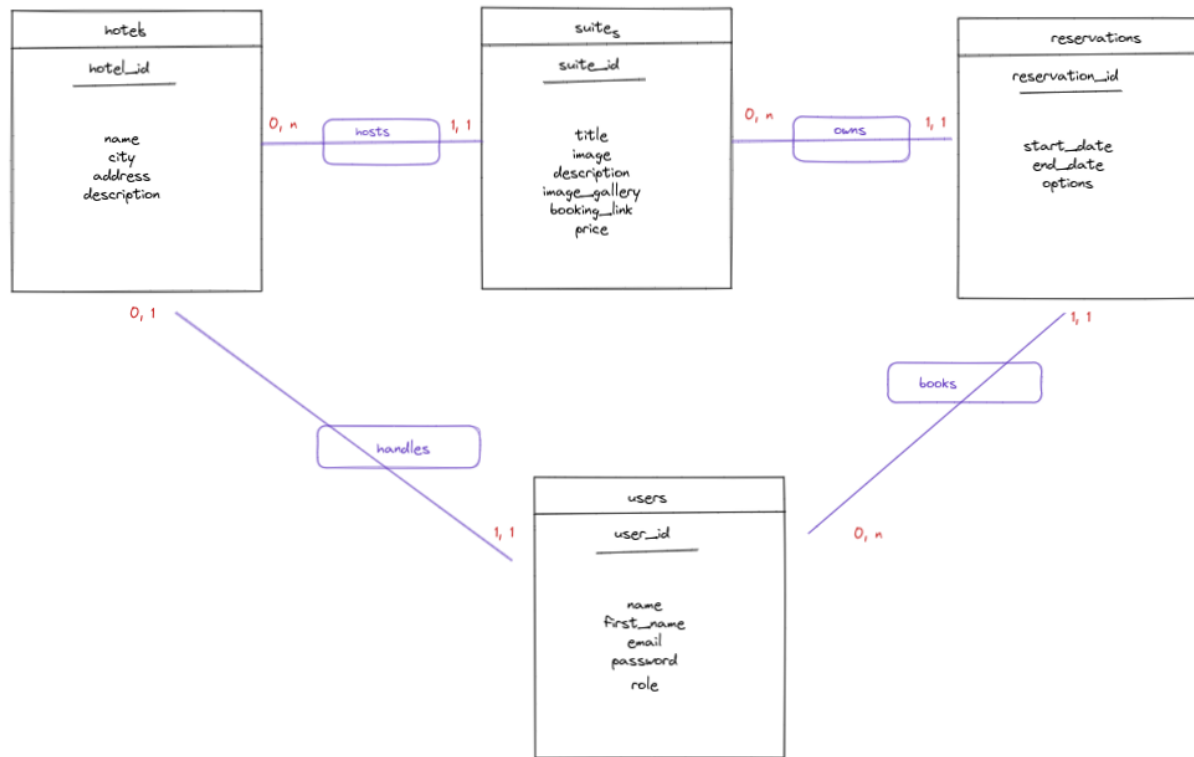 hotels
hotel_id
name
city
address
description
0, n
hosts
1, 1
suites
suite_id
title
image
description
image_gallery
booking_link
price
0, n
owns
1, 1
reservations
reservation_id
start_date
end_date
options
0, 1
handles
1, 1
users
user_id
name
first_name
email
password
role
1, 1
books
0, n